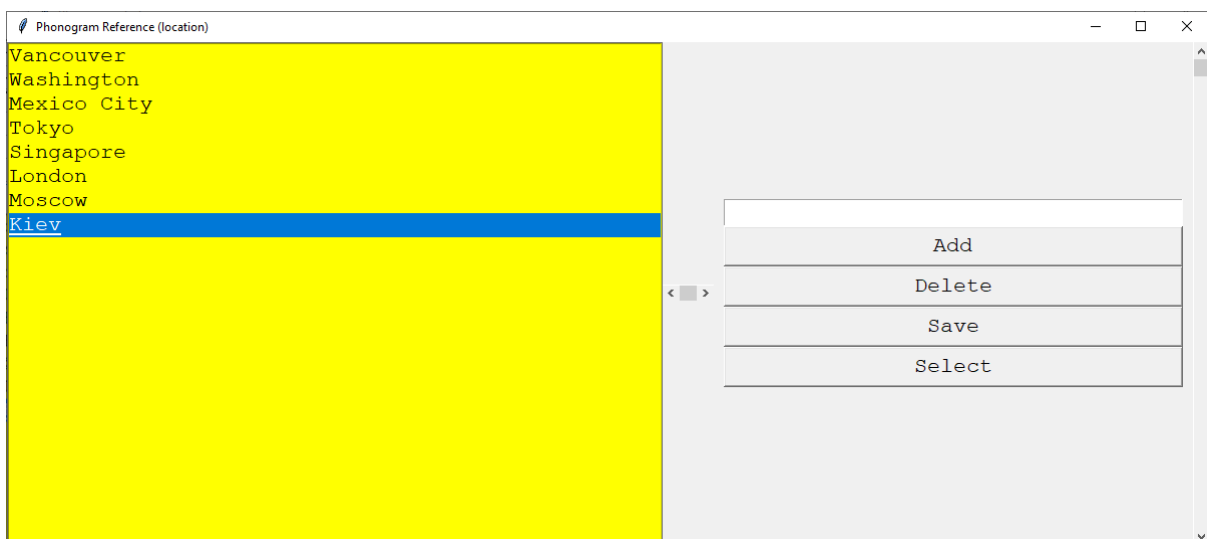 Phonogram Reference (location)
Vancouver
Washington
Mexico City
Tokyo
Singapore
London
Moscow
Kiev
Add
Delete
Save
Select